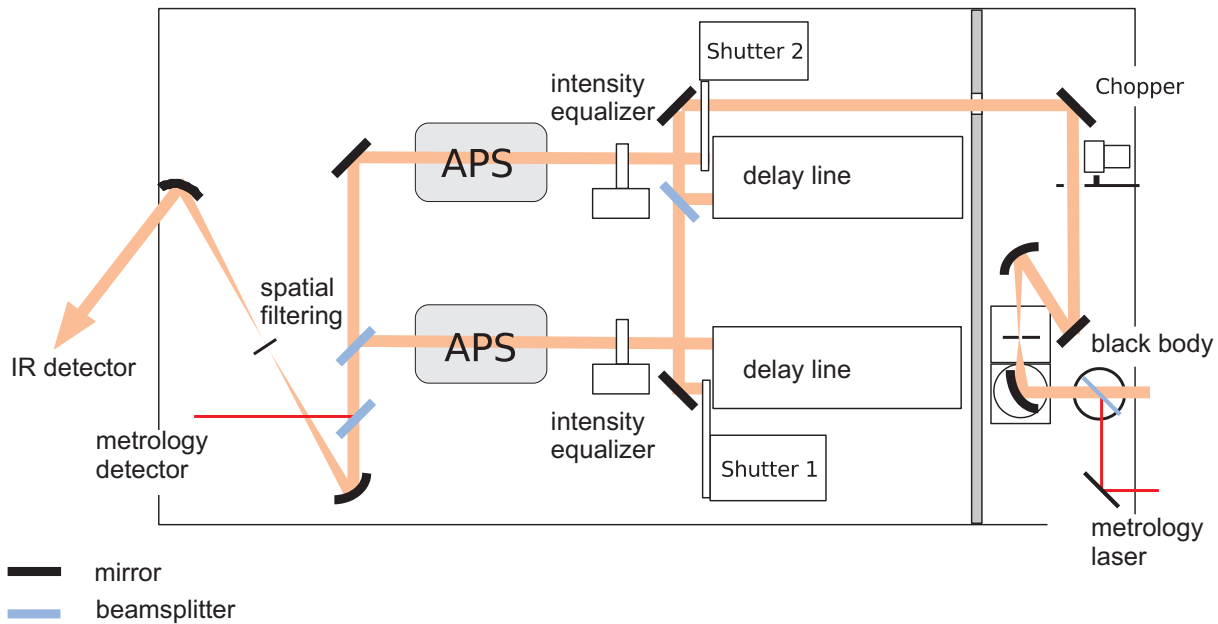 Shutter 2
intensity
equalizer
Chopper
APS
delay line
spatial
filtering
APS
black body
IR detector
delay line
metrology
detector
intensity
equalizer
Shutter 1
metrology
laser
mirror
beamsplitter